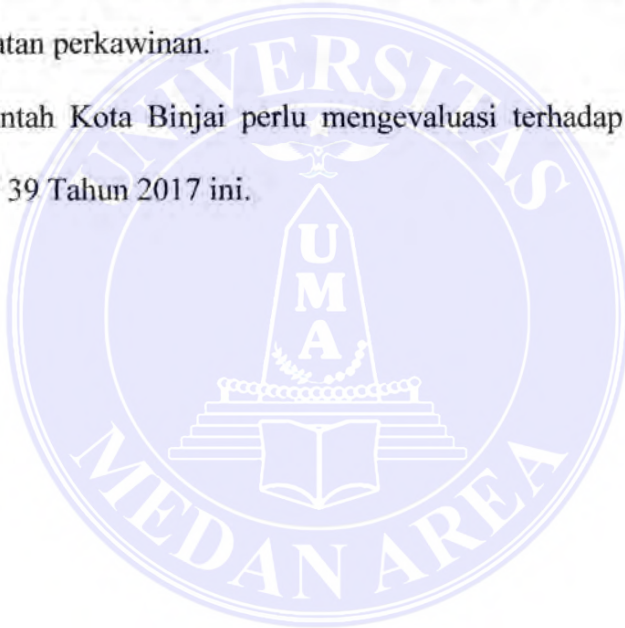 atan perkawinan.
ntah Kota Binjai perlu mengevaluasi terhadap
39 Tahun 2017 ini.
UNIVERSITAS
U
M
A
MEDAN AREA